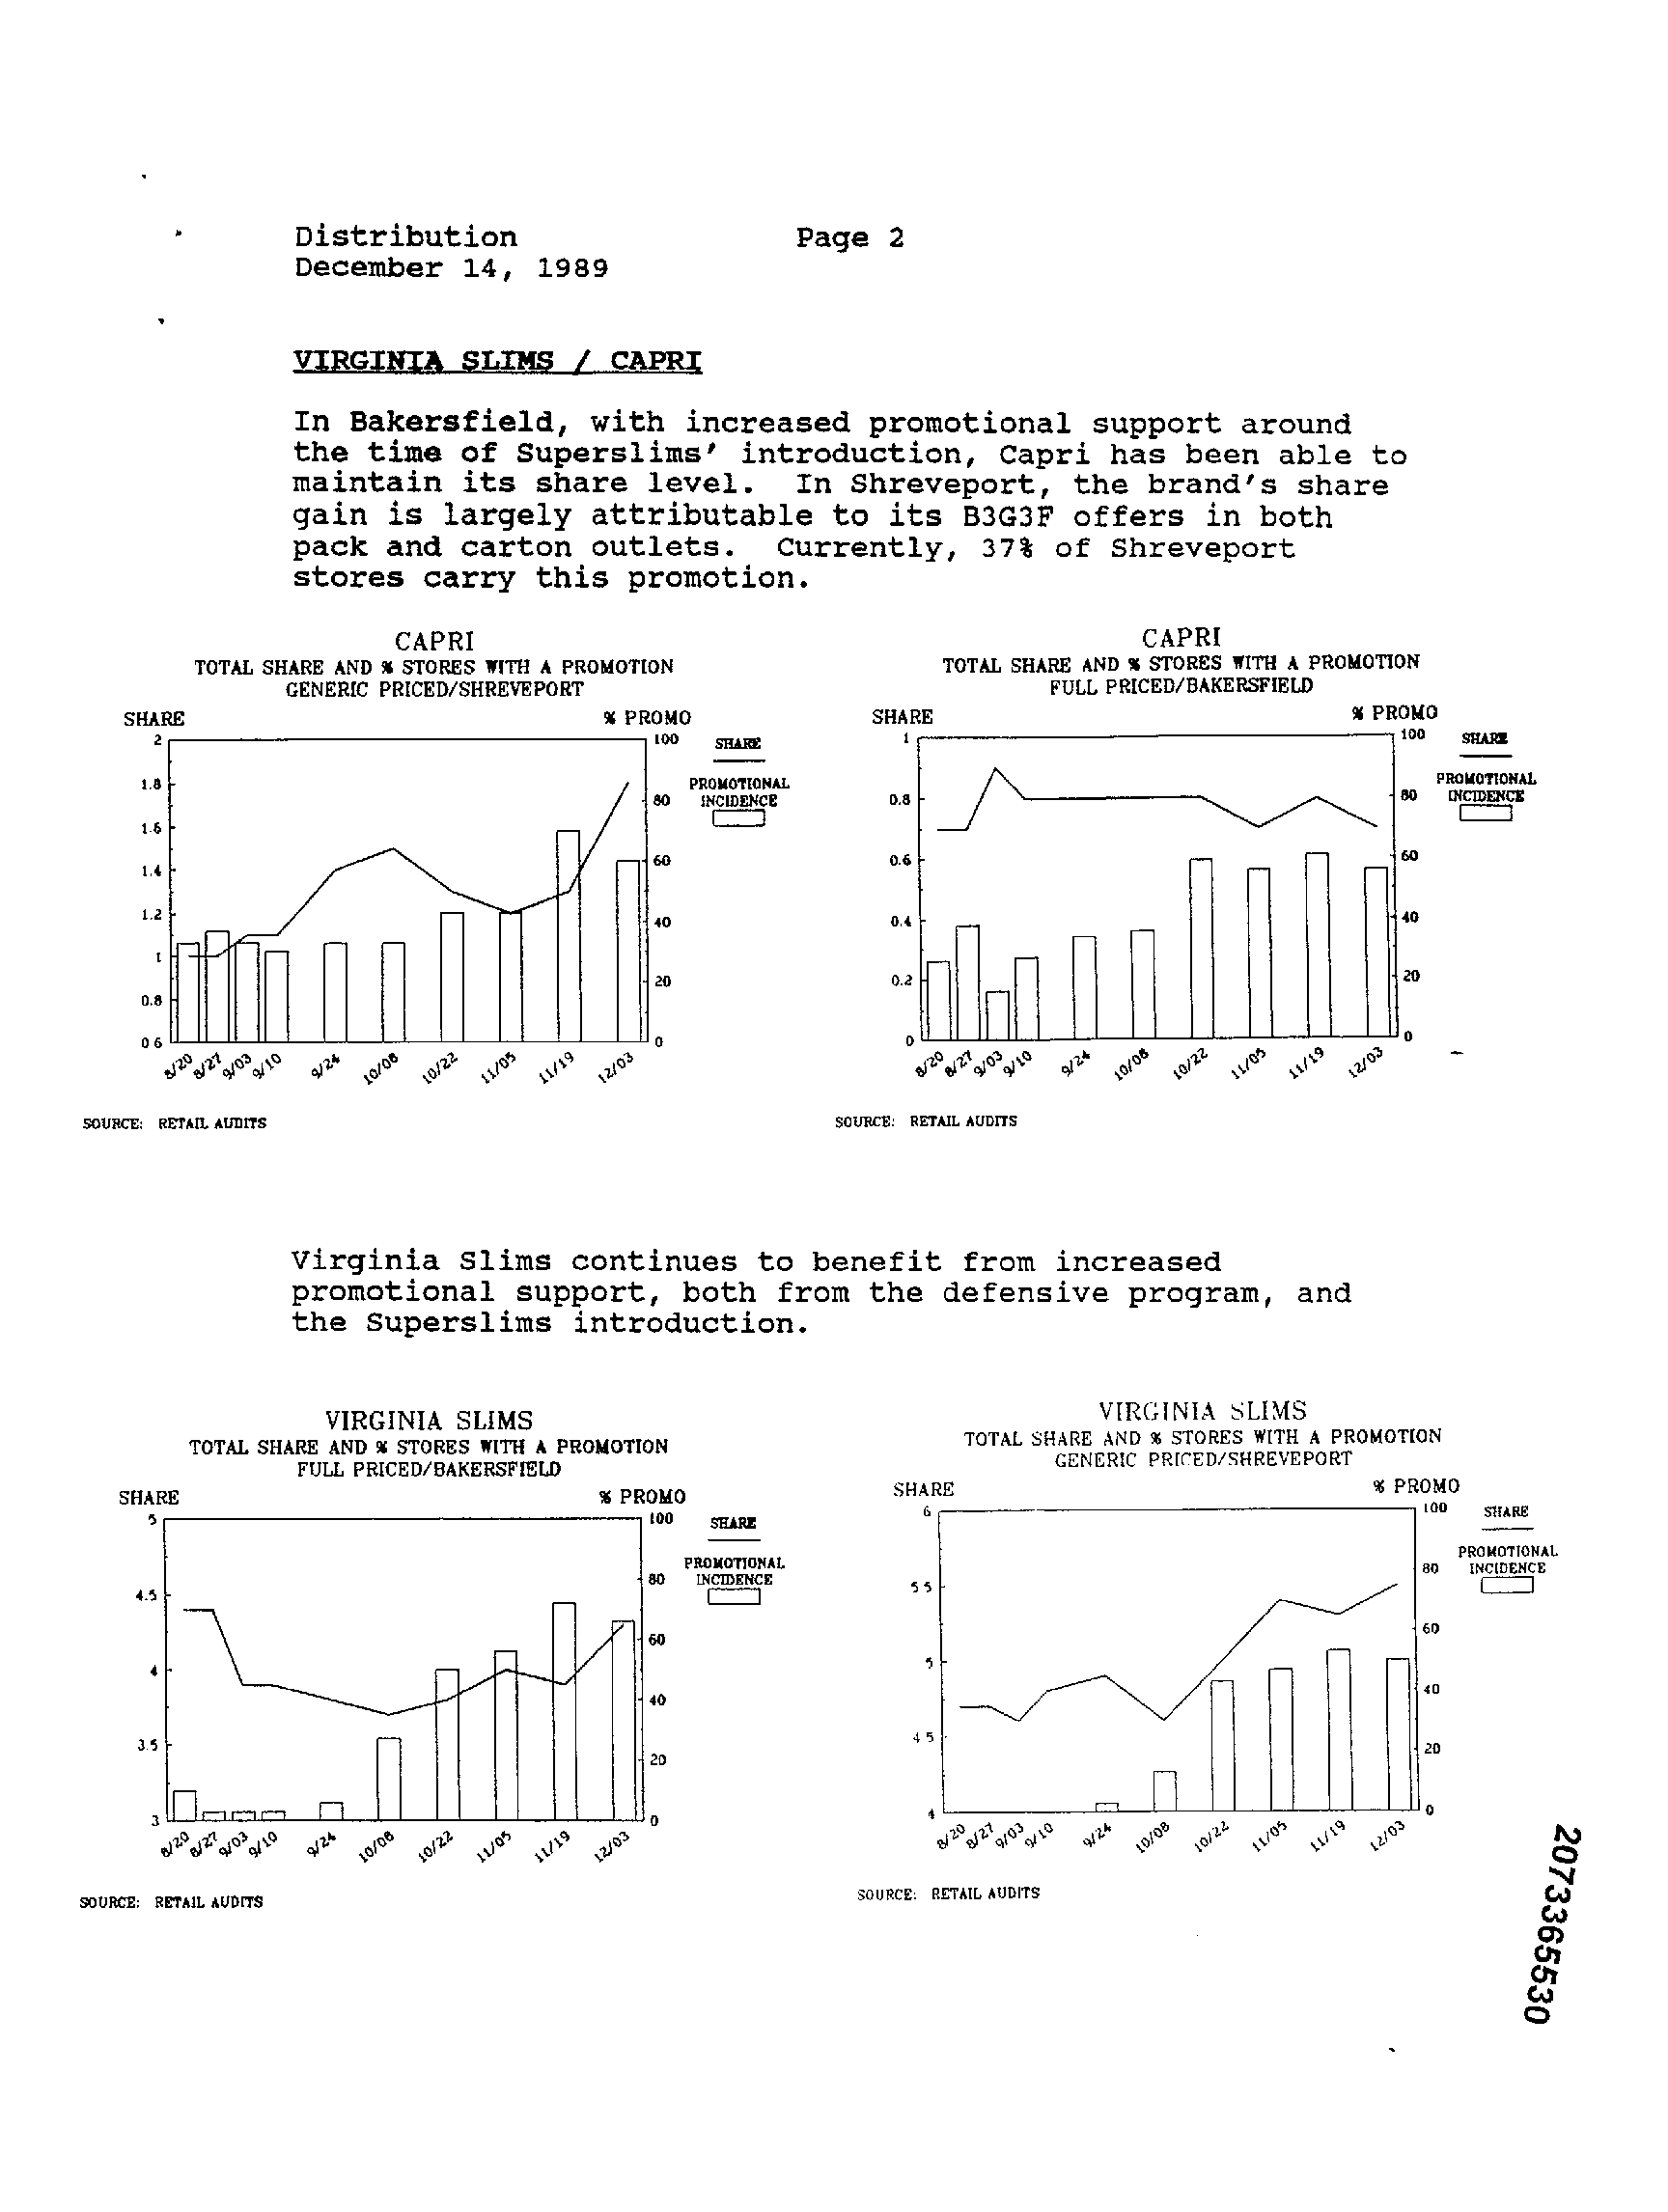 Distribution Page 2
December 14, 1989
VIRGINIA SLIMS / CAPRI
In Bakersfield, with increased promotional support around
the time of Superslims' introduction, Capri has been able to
maintain its share level. In Shreveport, the brand's share
gain is largely attributable to its B3G3F offers in both
pack and carton outlets. Currently, 37% of Shreveport
stores carry this promotion.
CAPRI
TOTAL SHARE AND % STORES WITH A PROMOTION
GENERIC PRICED/SHREVEPORT
SHARE % PROMO
2 100
1.8
80
1.6
1.4 60
1.2
40
1
20
0.8
0 6 0
8/20 8/27 9/03 9/10 9/24 10/08 10/22 11/05 11/19 12/03
SHARE
PROMOTIONAL
INCIDENCE
SOURCE: RETAIL AUDITS
CAPRI
TOTAL SHARE AND % STORES WITH A PROMOTION
FULL PRICED/BAKERSFIELD
SHARE % PROMO
1 100
0.8 80
0.6 60
0.4 40
0.2 20
0 0
8/20 8/27 9/03 9/10 9/24 10/08 10/22 11/05 11/19 12/03
SHARE
PROMOTIONAL
INCIDENCE
SOURCE: RETAIL AUDITS
Virginia Slims continues to benefit from increased
promotional support, both from the defensive program, and
the Superslims introduction.
VIRGINIA SLIMS
TOTAL SHARE AND % STORES WITH A PROMOTION
FULL PRICED/BAKERSFIELD
SHARE % PROMO
5 100
80
4.5
60
4
40
3.5
20
3 0
8/20 8/27 9/03 9/10 9/24 10/08 10/22 11/05 11/19 12/03
SHARE
PROMOTIONAL
INCIDENCE
SOURCE: RETAIL AUDITS
VIRGINIA SLIMS
TOTAL SHARE AND % STORES WITH A PROMOTION
GENERIC PRICED/SHREVEPORT
SHARE % PROMO
6 100
80
5 5
60
5
40
4 5
20
4 0
8/20 8/27 9/03 9/10 9/24 10/08 10/22 11/05 11/19 12/03
SHARE
PROMOTIONAL
INCIDENCE
SOURCE: RETAIL AUDITS
2073365530